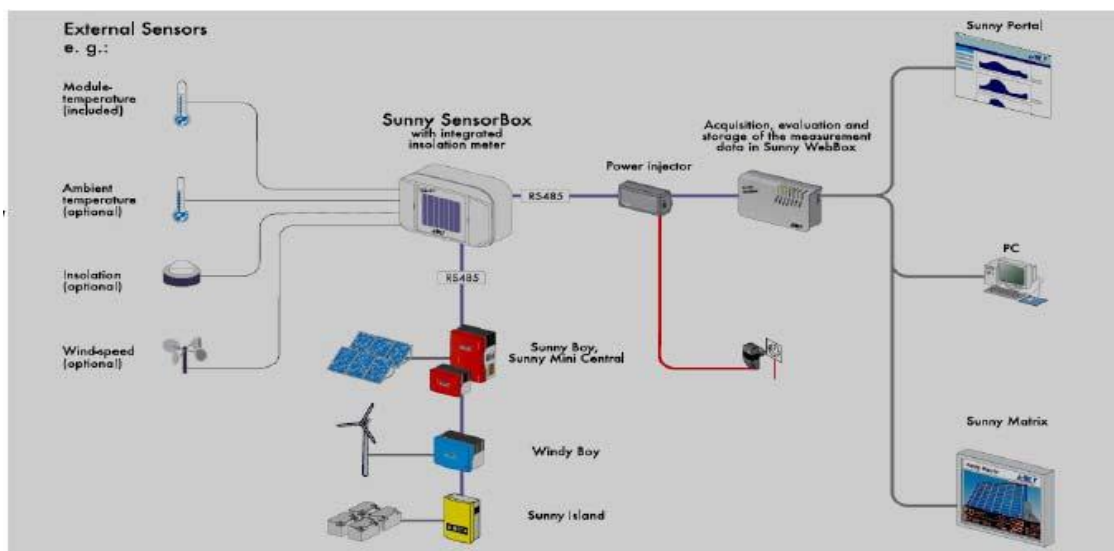 External Sensors
e. g.:
Module-
temperature
(included)
Ambient
temperature
(optional)
Insolation
(optional)
Wind-speed
(optional)
Sunny SensorBox
with integrated
insolation meter
RS485
RS485
Power injector
Acquisition, evaluation and
storage of the measurement
data in Sunny WebBox
Sunny Boy,
Sunny Mini Central
Windy Boy
Sunny Island
Sunny Portal
PC
Sunny Matrix